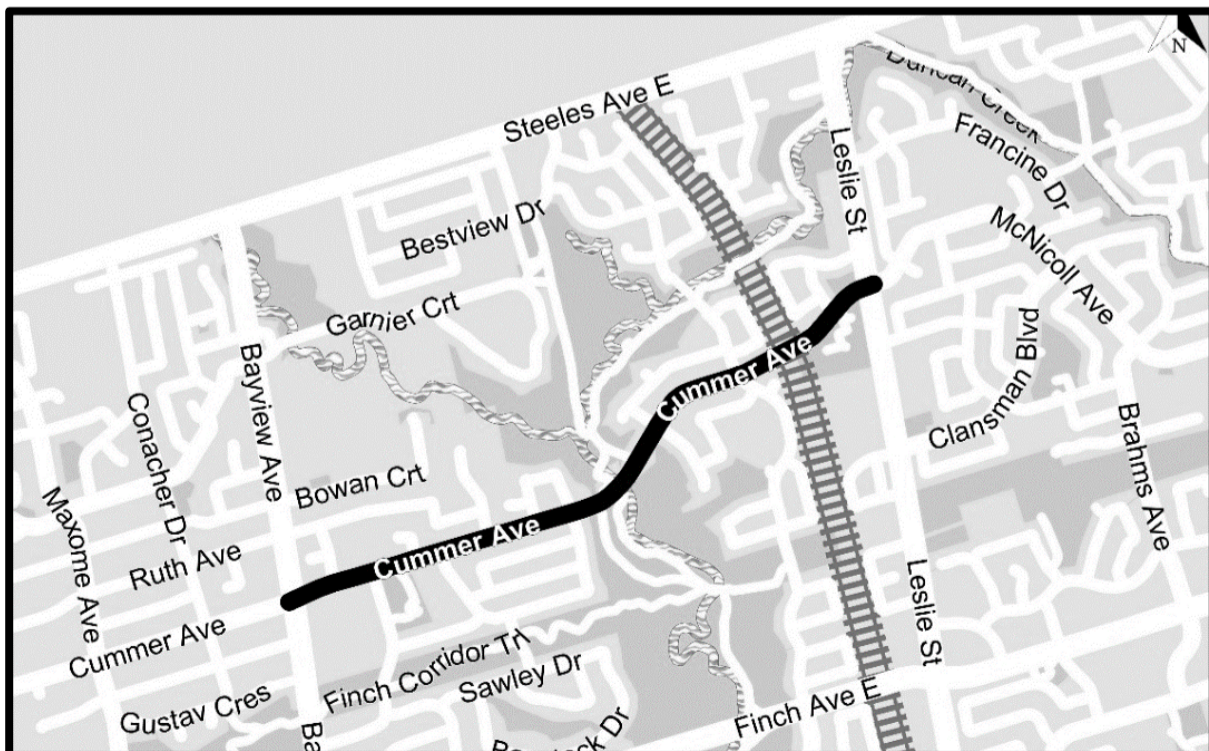 N
Duncan Creek
Steeles Ave E
Francine Dr
Leslie St
McNicoll Ave
Bestview Dr
Garnier Crt
Cummer Ave
Clansman Blvd
Bayview Ave
Conacher Dr
Brahms Ave
Bowan Crt
Maxome Ave
Cummer Ave
Ruth Ave
Leslie St
Cummer Ave
Finch Corridor Trl
Sawley Dr
Gustav Cres
Finch Ave E
Ba